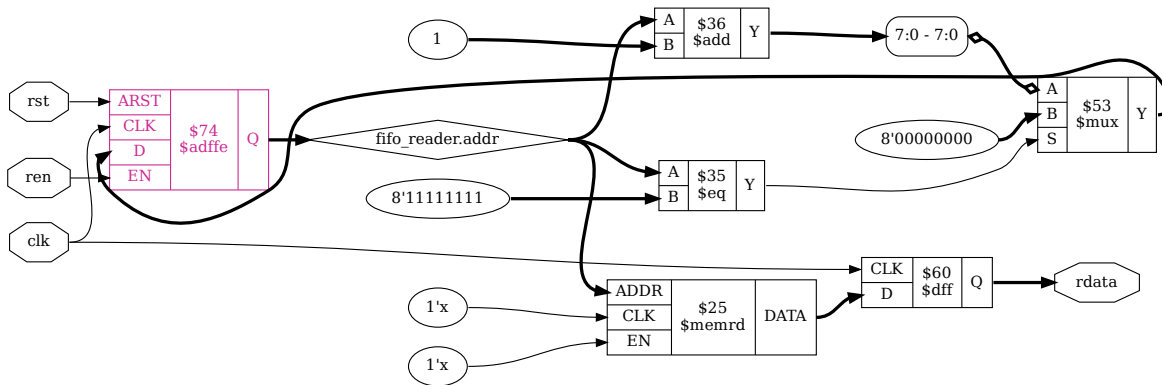 rst
ren
clk
ARST
CLK
D
EN
$74
$adffe
Q
fifo_reader.addr
1
8'11111111
1'x
1'x
A
B
$36
$add
Y
A
B
$35
$eq
Y
ADDR
CLK
EN
$25
$memrd
DATA
7:0 - 7:0
8'00000000
CLK
D
$60
$dff
Q
A
B
S
$53
$mux
Y
rdata